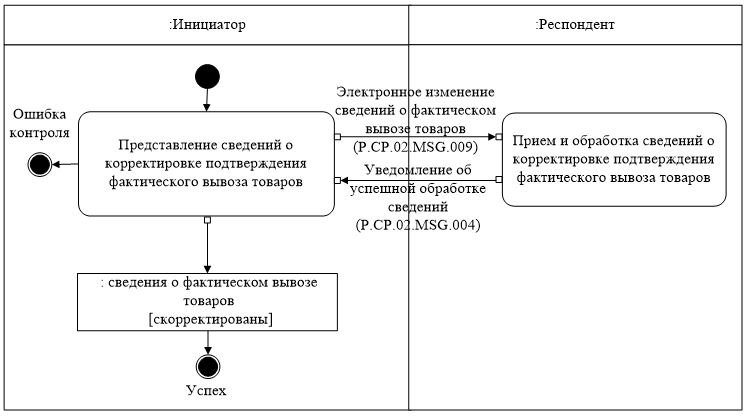 :Инициатор
:Респондент
Ошибка
контроля
Представление сведений о
корректировке подтверждения
фактического вывоза товаров
Электронное изменение
сведений о фактическом
вывозе товаров
(P.CP.02.MSG.009)
Уведомление об
успешной обработке
сведений
(P.CP.02.MSG.004)
Прием и обработка сведений о
корректировке подтверждения
фактического вывоза товаров
: сведения о фактическом вывозе
товаров
[скорректированы]
Успех